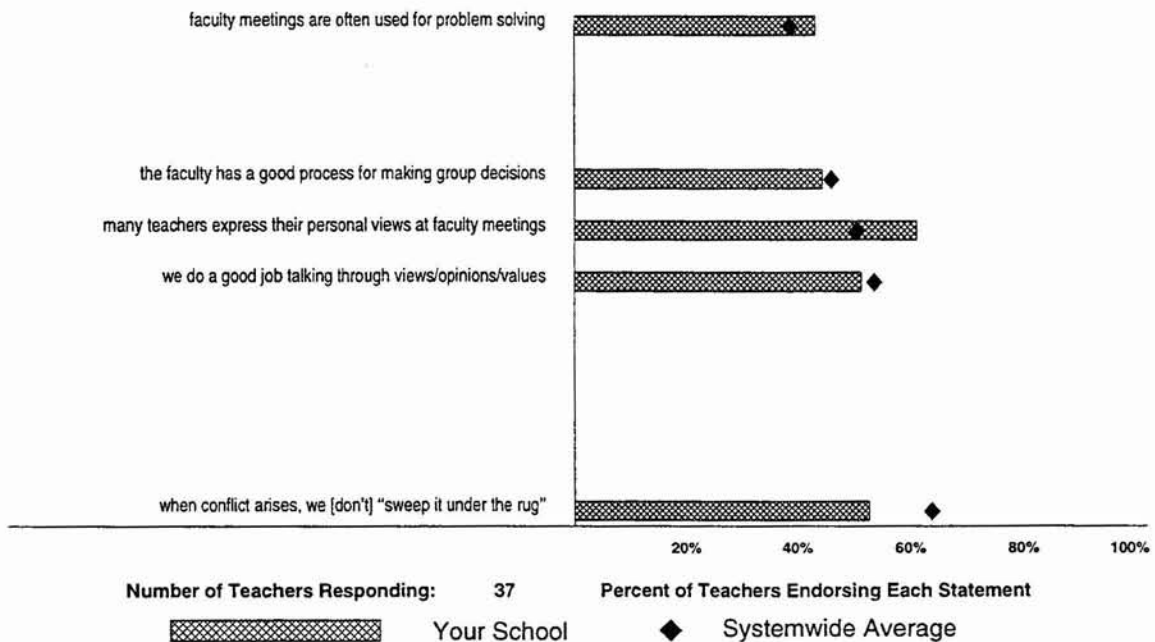 faculty meetings are often used for problem solving
the faculty has a good process for making group decisions
many teachers express their personal views at faculty meetings
we do a good job talking through views/opinions/values
when conflict arises, we [don't] "sweep it under the rug"
20% 40% 60% 80% 100%
Number of Teachers Responding: 37 Percent of Teachers Endorsing Each Statement
Your School Systemwide Average